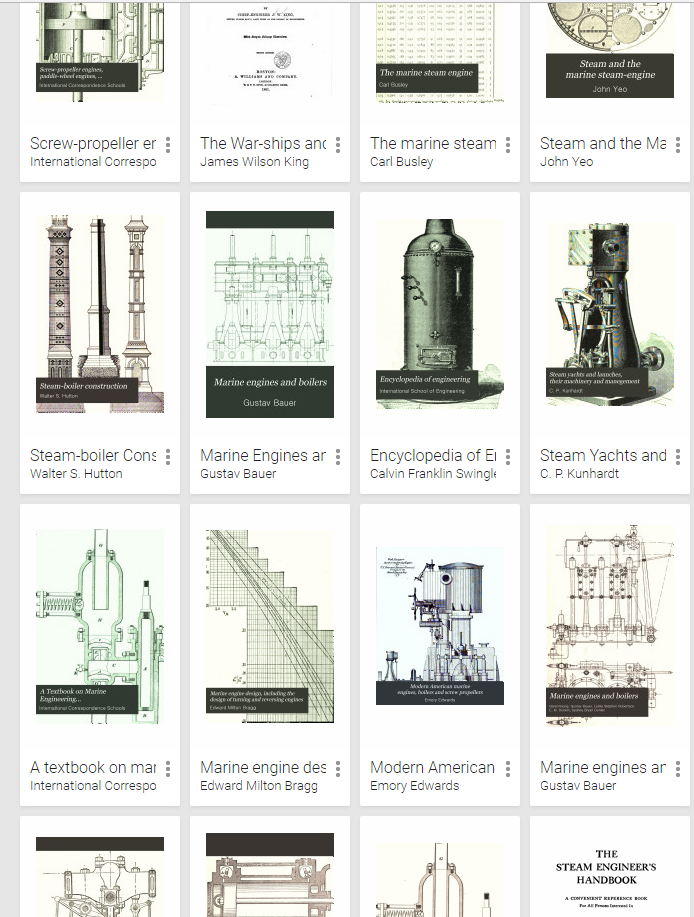 Screw-propeller engines,
paddle-wheel engines, ...
International Correspondence Schools
BY
CHIEF-ENGINEER J. W. KING,
BOSTON:
A. WILLIAMS AND COMPANY.
The marine steam engine
Carl Busley
Steam and the
marine steam-engine
John Yeo
Screw-propeller er
International Correspo
The War-ships and
James Wilson King
The marine steam
Carl Busley
Steam and the Ma
John Yeo
Steam-boiler construction
Walter S. Hutton
Marine engines and boilers
Gustav Bauer
Encyclopedia of engineering
International School of Engineering
Steam yachts and launches,
their machinery and management
C. P. Kunhardt
Steam-boiler Cons
Walter S. Hutton
Marine Engines ar
Gustav Bauer
Encyclopedia of Er
Calvin Franklin Swingle
Steam Yachts and
C. P. Kunhardt
A Textbook on Marine
Engineering...
International Correspondence Schools
Marine engine design, including the
design of turning and reversing engines
Edward Milton Bragg
Modern American marine
engines, boilers and screw propellers
Emory Edwards
Marine engines and boilers
A textbook on mar
International Correspo
Marine engine des
Edward Milton Bragg
Modern American
Emory Edwards
Marine engines ar
Gustav Bauer
THE
STEAM ENGINEER'S
HANDBOOK
A CONVENIENT REFERENCE BOOK
For All Persons Interested In